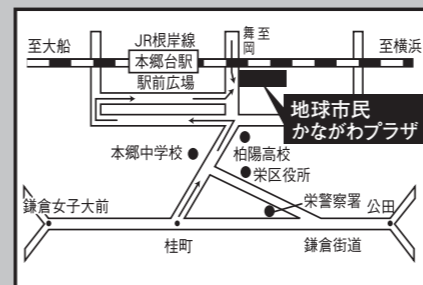 至大船
JR根岸線
本郷台駅
駅前広場
舞岡
至
至横浜
地球市民
かながわプラザ
本郷中学校
柏陽高校
栄区役所
栄警察署
公田
鎌倉女子大前
桂町
鎌倉街道